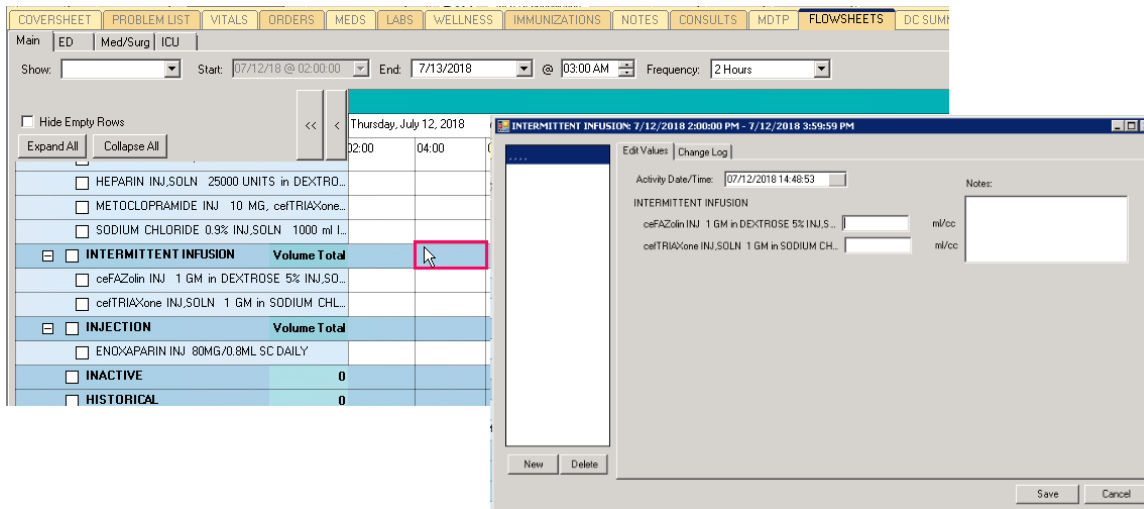 COVERSHEET PROBLEM LIST VITALS ORDERS MEDS LABS WELLNESS IMMUNIZATIONS NOTES CONSULTS MDTP FLOWSHEETS DC SUMM
Main ED Med/Surg ICU
Show: Start: 07/12/18 @ 02:00:00 End: 7/13/2018 @ 03:00 AM Frequency: 2 Hours
Hide Empty Rows << < Thursday, July 12, 2018
Expand All Collapse All 02:00 04:00
HEPARIN INJ,SOLN 25000 UNITS in DEXTRO...
METOCLOPRAMIDE INJ 10 MG, cefTRIAXone...
SODIUM CHLORIDE 0.9% INJ,SOLN 1000 ml I...
INTERMITTENT INFUSION Volume Total
ceFAZolin INJ 1 GM in DEXTROSE 5% INJ,SO...
cefTRIAXone INJ,SOLN 1 GM in SODIUM CHL...
INJECTION Volume Total
ENOXAPARIN INJ 80MG/0.8ML SC DAILY
INACTIVE 0
HISTORICAL 0
INTERMITTENT INFUSION: 7/12/2018 2:00:00 PM - 7/12/2018 3:59:59 PM
, , , ,
Edit Values Change Log
Activity Date/Time: 07/12/2018 14:48:53 Notes:
INTERMITTENT INFUSION
ceFAZolin INJ 1 GM in DEXTROSE 5% INJ,S ... ml/cc
cefTRIAXone INJ,SOLN 1 GM in SODIUM CH... ml/cc
New Delete
Save Cancel